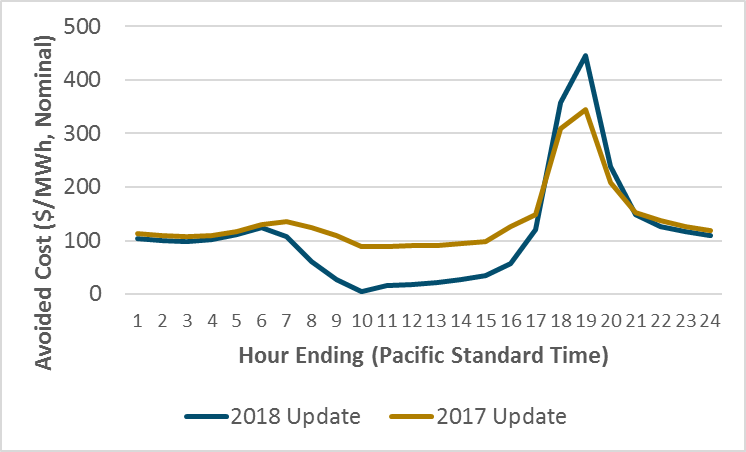 500
400
300
200
100
0
Avoided Cost ($/MWh, Nominal)
1 2 3 4 5 6 7 8 9 10 11 12 13 14 15 16 17 18 19 20 21 22 23 24
Hour Ending (Pacific Standard Time)
2018 Update 2017 Update